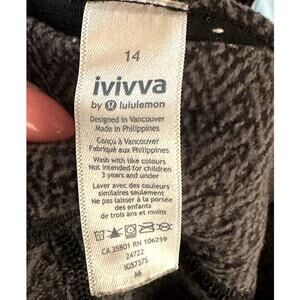 14
ivivva
by lululemon
Designed in Vancouver
Made in Philippines
Conçu à Vancouver
Fabriqué aux Philippines
Wash with like colours
Not intended for children
3 years and under
Laver avec des couleurs
similaires seulement
Ne pas laisser à la portée
des enfants
de trois ans et moins
CA 35801 RN 106259
24722
IG5737S
A6